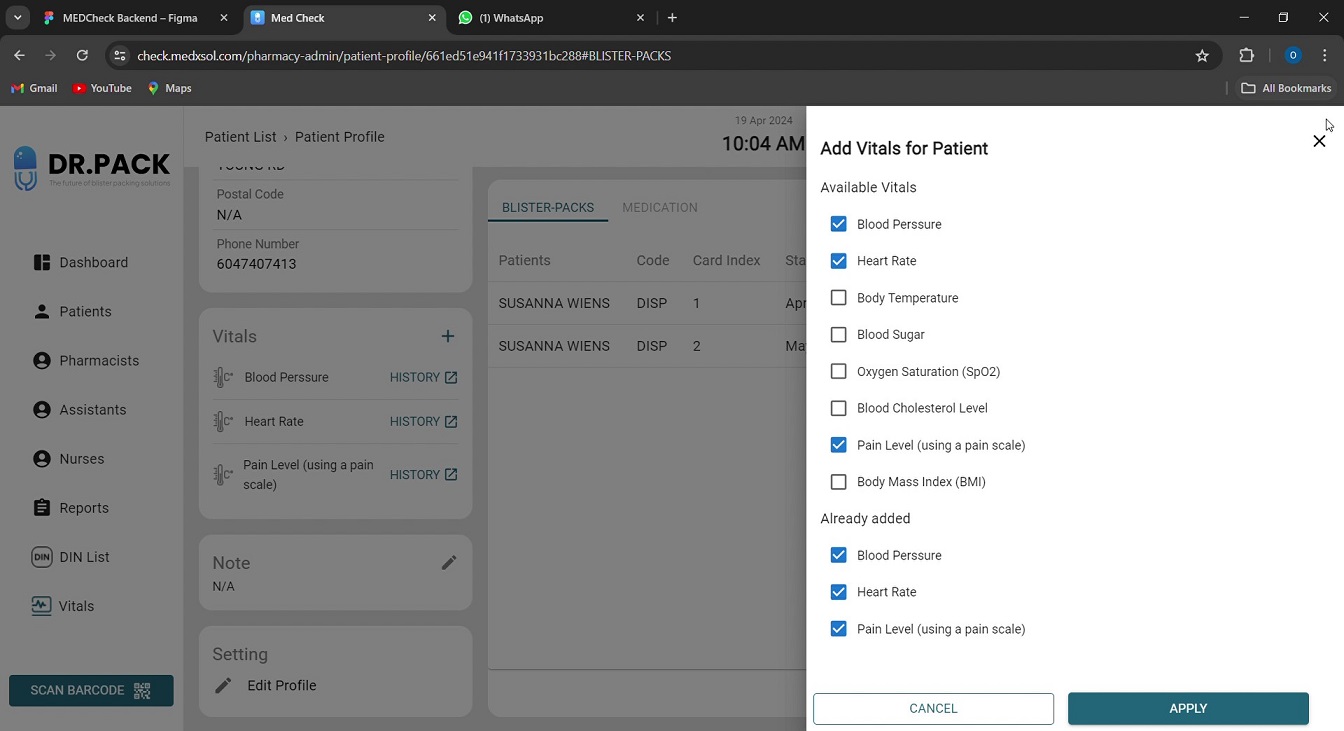 MEDCheck Backend – Figma
Med Check
(1) WhatsApp
check.medxsol.com/pharmacy-admin/patient-profile/661ed51e941f1733931bc288#BLISTER-PACKS
O
Gmail
YouTube
Maps
All Bookmarks
DR.PACK
The future of blister packing solutions
Dashboard
Patients
Pharmacists
Assistants
Nurses
Reports
DIN
DIN List
Vitals
SCAN BARCODE
Patient List › Patient Profile
19 Apr 2024
10:04 AM
YOUNG RD
Postal Code
N/A
Phone Number
6047407413
Vitals
C°
Blood Perssure
HISTORY
C°
Heart Rate
HISTORY
C°
Pain Level (using a pain
scale)
HISTORY
Note
N/A
Setting
Edit Profile
BLISTER-PACKS
MEDICATION
Patients Code Card Index Sta
SUSANNA WIENS DISP 1 Apr
SUSANNA WIENS DISP 2 Ma
Add Vitals for Patient
Available Vitals
Blood Perssure
Heart Rate
Body Temperature
Blood Sugar
Oxygen Saturation (SpO2)
Blood Cholesterol Level
Pain Level (using a pain scale)
Body Mass Index (BMI)
Already added
Blood Perssure
Heart Rate
Pain Level (using a pain scale)
CANCEL
APPLY